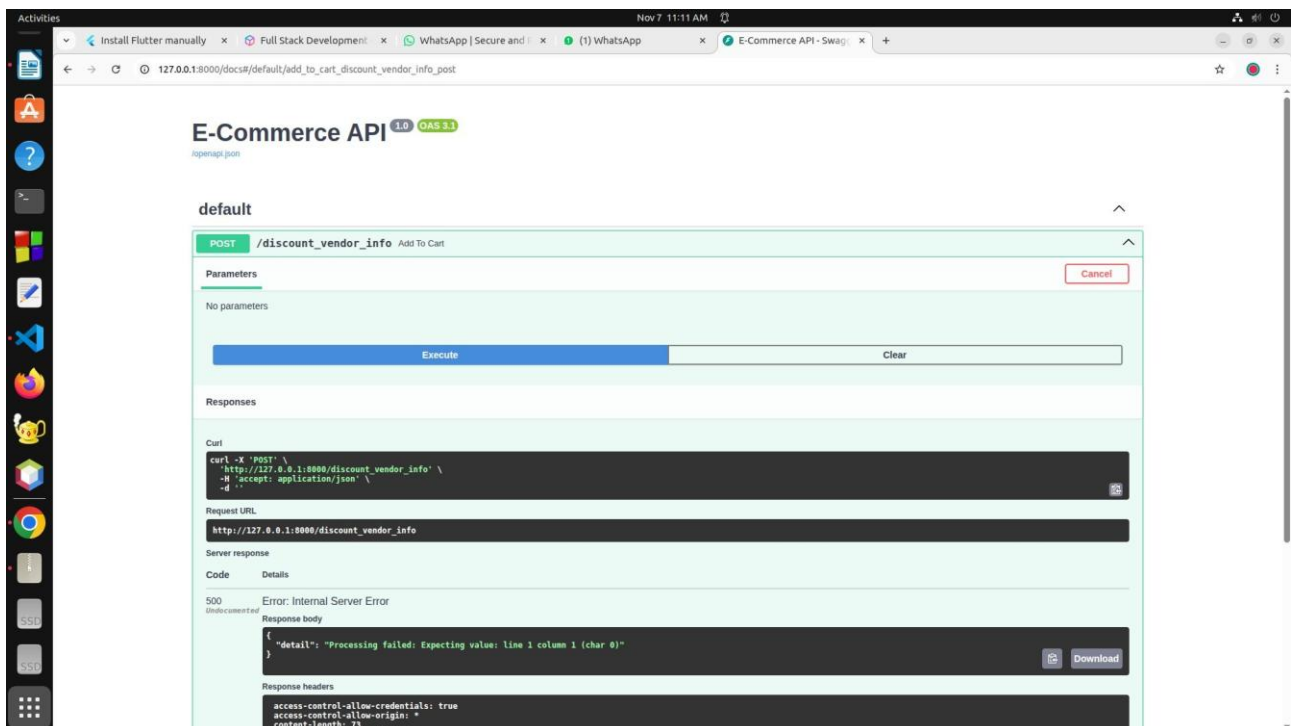 Activities
Nov 7 11:11 AM
Install Flutter manually
Full Stack Development
WhatsApp | Secure and
(1) WhatsApp
E-Commerce API - Swag
127.0.0.1:8000/docs#/default/add_to_cart_discount_vendor_info_post
E-Commerce API 1.0 OAS 3.1
/openapi.json
default
POST /discount_vendor_info Add To Cart
Parameters
Cancel
No parameters
Execute
Clear
Responses
Curl
curl -X 'POST' \
'http://127.0.0.1:8000/discount_vendor_info' \
-H 'accept: application/json' \
-d ''
Request URL
http://127.0.0.1:8000/discount_vendor_info
Server response
Code Details
500 Error: Internal Server Error
Undocumented
Response body
{
"detail": "Processing failed: Expecting value: line 1 column 1 (char 0)"
}
Download
Response headers
access-control-allow-credentials: true
access-control-allow-origin: *
content-length: 73
SSD
SSD